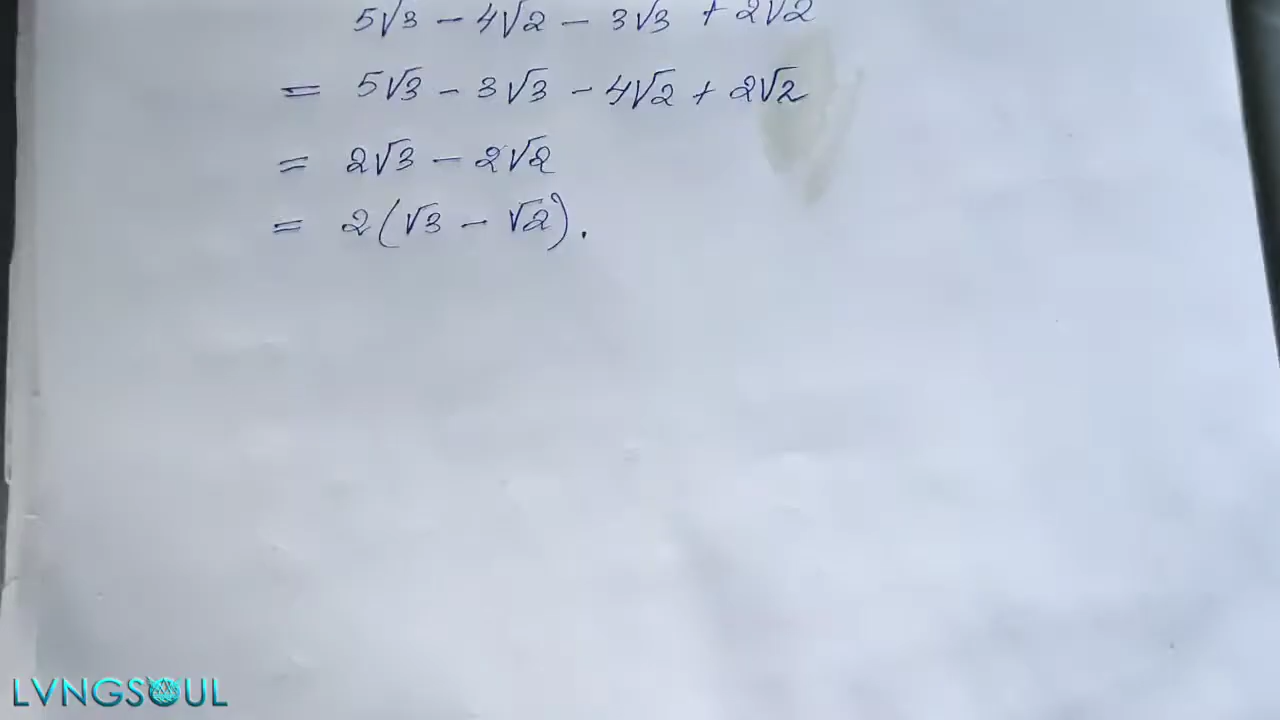 5√3 - 4√2 - 3√3 + 2√2
= 5√3 - 3√3 - 4√2 + 2√2
= 2√3 - 2√2
= 2(√3 - √2).
LVNGSOUL